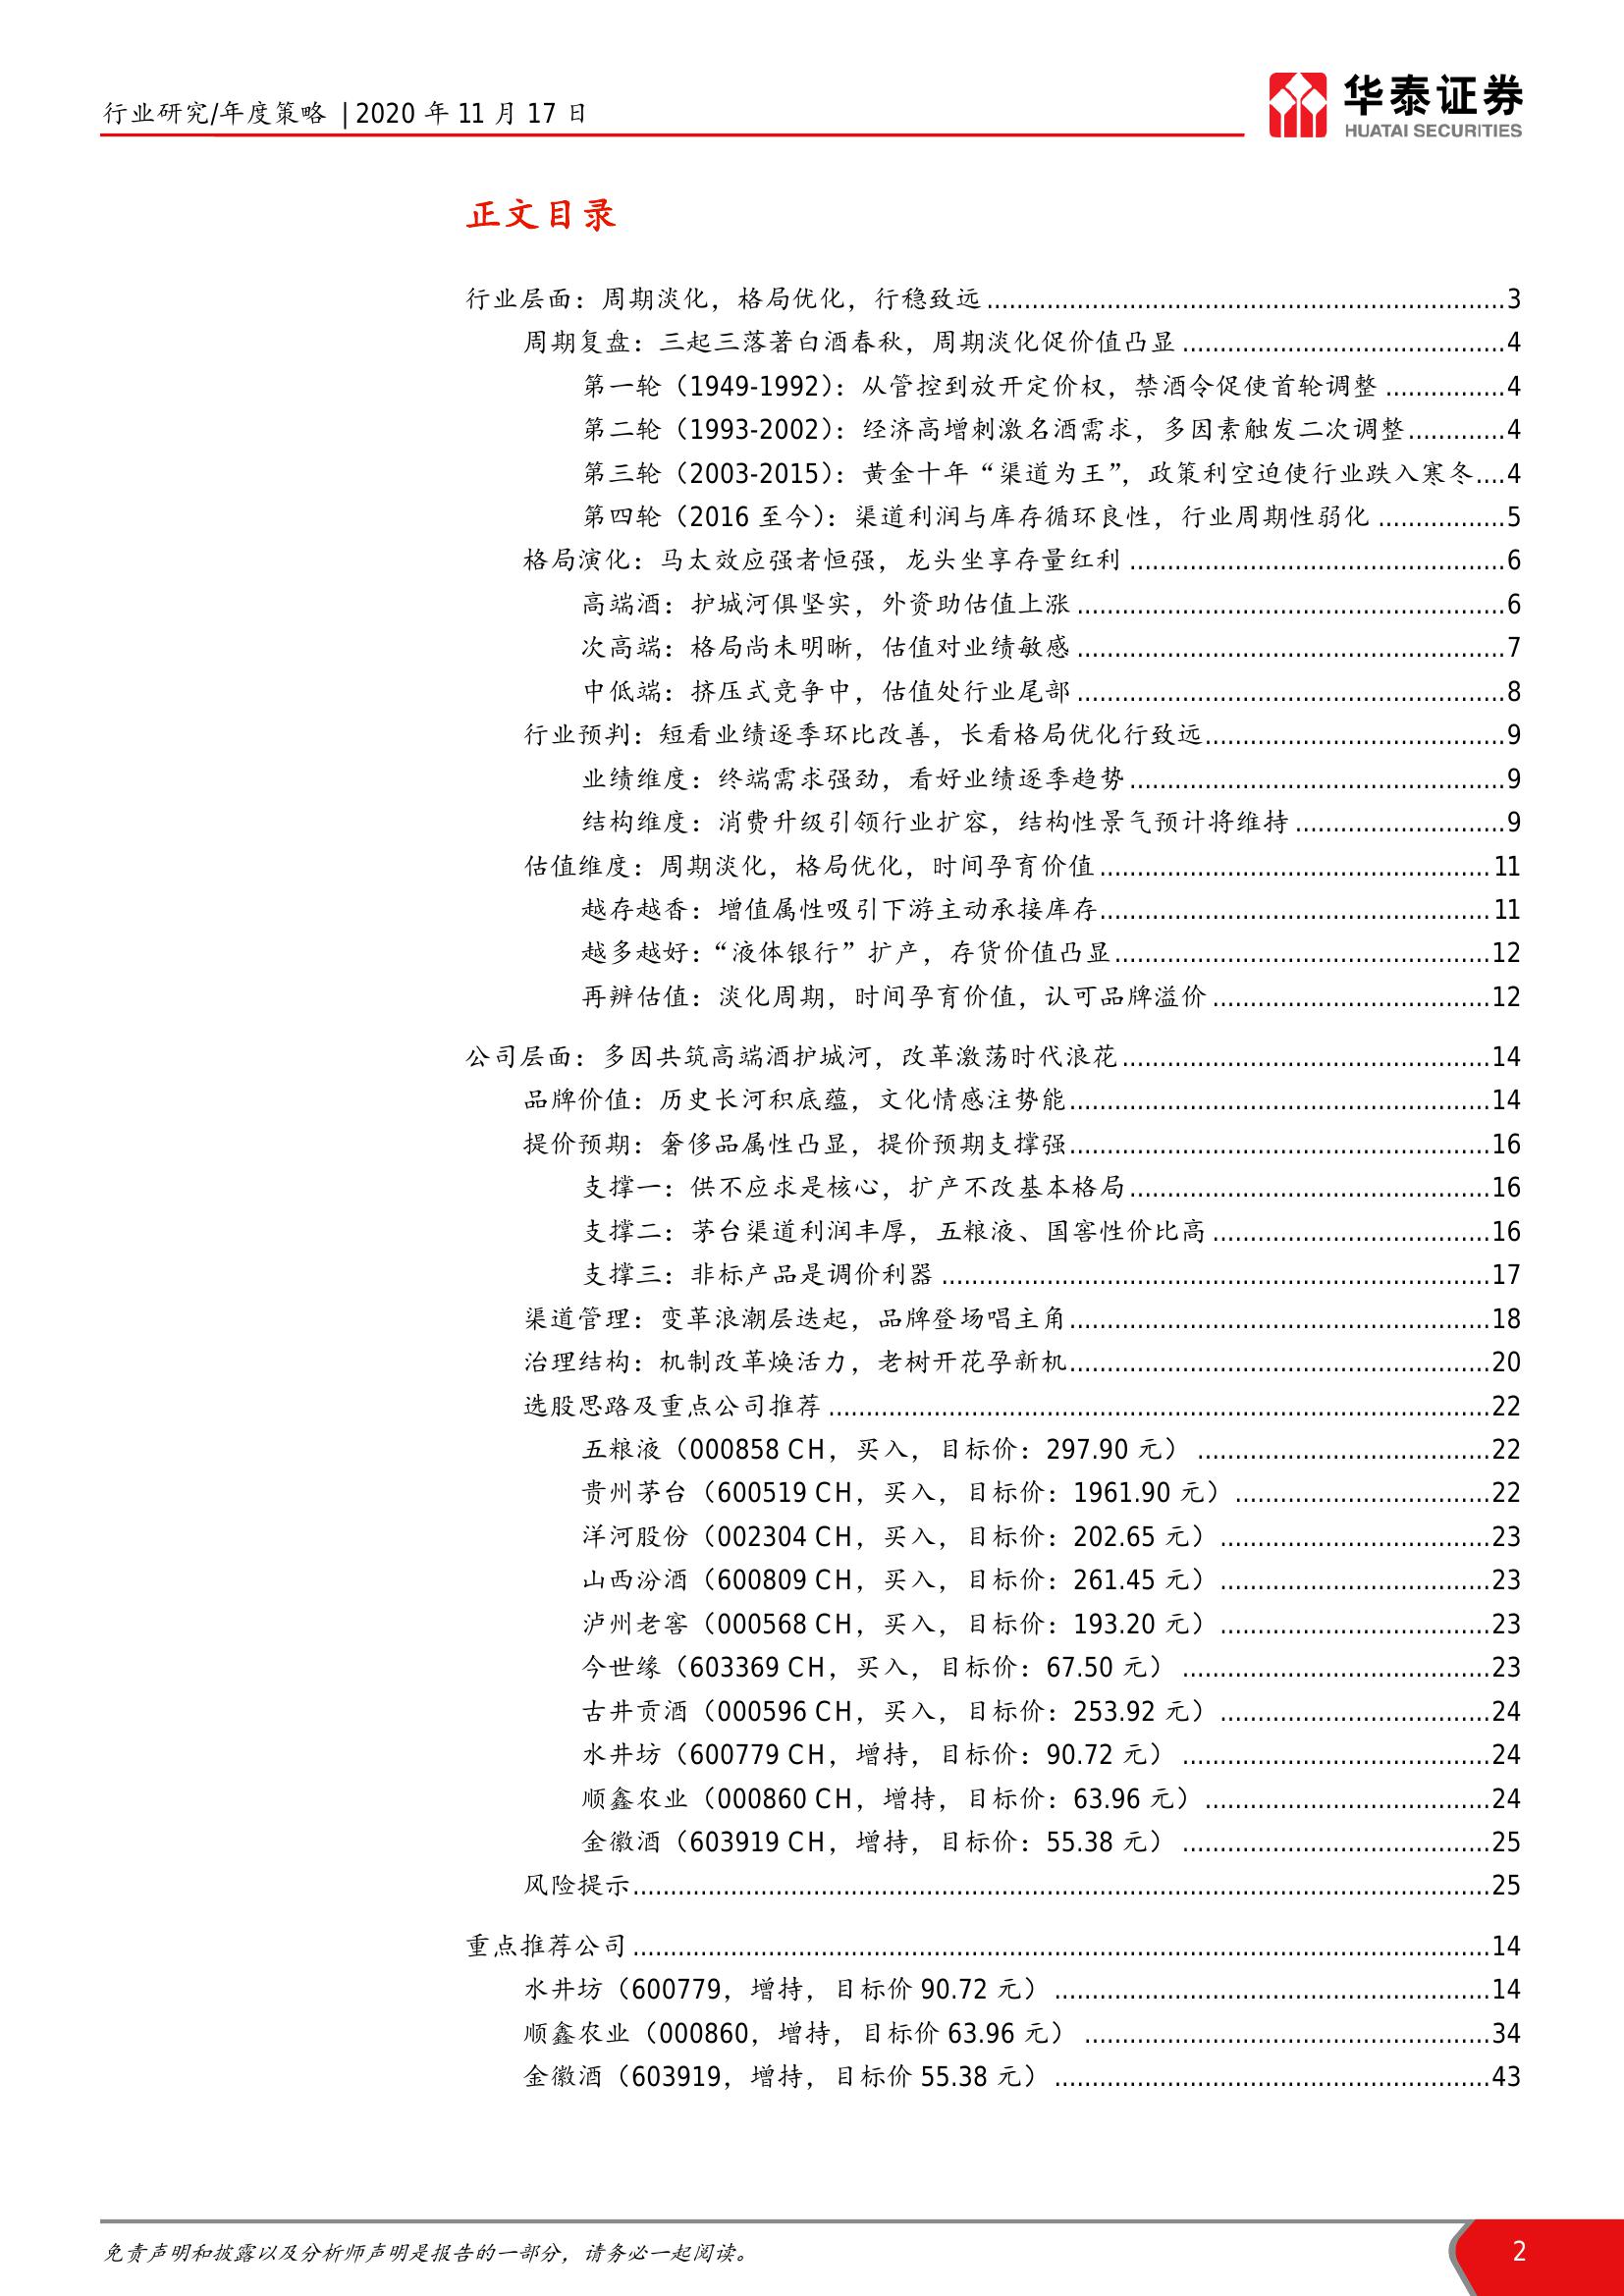 行业研究/年度策略 | 2020 年 11 月 17 日
华泰证券
HUATAI SECURITIES
正文目录
行业层面：周期淡化，格局优化，行稳致远......3
周期复盘：三起三落著白酒春秋，周期淡化促价值凸显......4
第一轮（1949-1992）：从管控到放开定价权，禁酒令促使首轮调整......4
第二轮（1993-2002）：经济高增刺激名酒需求，多因素触发二次调整......4
第三轮（2003-2015）：黄金十年“渠道为王”，政策利空迫使行业跌入寒冬....4
第四轮（2016 至今）：渠道利润与库存循环良性，行业周期性弱化......5
格局演化：马太效应强者恒强，龙头坐享存量红利......6
高端酒：护城河俱坚实，外资助估值上涨......6
次高端：格局尚未明晰，估值对业绩敏感......7
中低端：挤压式竞争中，估值处行业尾部......8
行业预判：短看业绩逐季环比改善，长看格局优化行致远......9
业绩维度：终端需求强劲，看好业绩逐季趋势......9
结构维度：消费升级引领行业扩容，结构性景气预计将维持......9
估值维度：周期淡化，格局优化，时间孕育价值......11
越存越香：增值属性吸引下游主动承接库存......11
越多越好：“液体银行”扩产，存货价值凸显......12
再辨估值：淡化周期，时间孕育价值，认可品牌溢价......12
公司层面：多因共筑高端酒护城河，改革激荡时代浪花......14
品牌价值：历史长河积底蕴，文化情感注势能......14
提价预期：奢侈品属性凸显，提价预期支撑强......16
支撑一：供不应求是核心，扩产不改基本格局......16
支撑二：茅台渠道利润丰厚，五粮液、国窖性价比高......16
支撑三：非标产品是调价利器......17
渠道管理：变革浪潮层迭起，品牌登场唱主角......18
治理结构：机制改革焕活力，老树开花孕新机......20
选股思路及重点公司推荐......22
五粮液（000858 CH，买入，目标价：297.90 元）......22
贵州茅台（600519 CH，买入，目标价：1961.90 元）......22
洋河股份（002304 CH，买入，目标价：202.65 元）......23
山西汾酒（600809 CH，买入，目标价：261.45 元）......23
泸州老窖（000568 CH，买入，目标价：193.20 元）......23
今世缘（603369 CH，买入，目标价：67.50 元）......23
古井贡酒（000596 CH，买入，目标价：253.92 元）......24
水井坊（600779 CH，增持，目标价：90.72 元）......24
顺鑫农业（000860 CH，增持，目标价：63.96 元）......24
金徽酒（603919 CH，增持，目标价：55.38 元）......25
风险提示......25
重点推荐公司......14
水井坊（600779，增持，目标价 90.72 元）......14
顺鑫农业（000860，增持，目标价 63.96 元）......34
金徽酒（603919，增持，目标价 55.38 元）......43
免责声明和披露以及分析师声明是报告的一部分，请务必一起阅读。
2